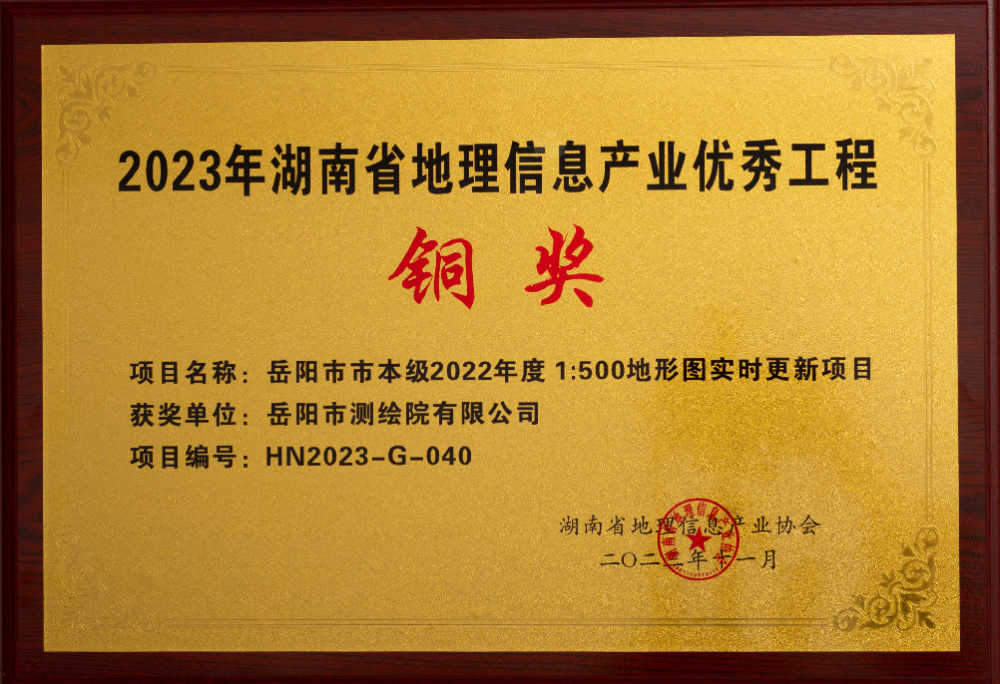 2023年湖南省地理信息产业优秀工程
铜奖
项目名称：岳阳市市本级2022年度 1:500地形图实时更新项目
获奖单位：岳阳市测绘院有限公司
项目编号：HN2023-G-040
湖南省地理信息产业协会
二〇二三年十一月